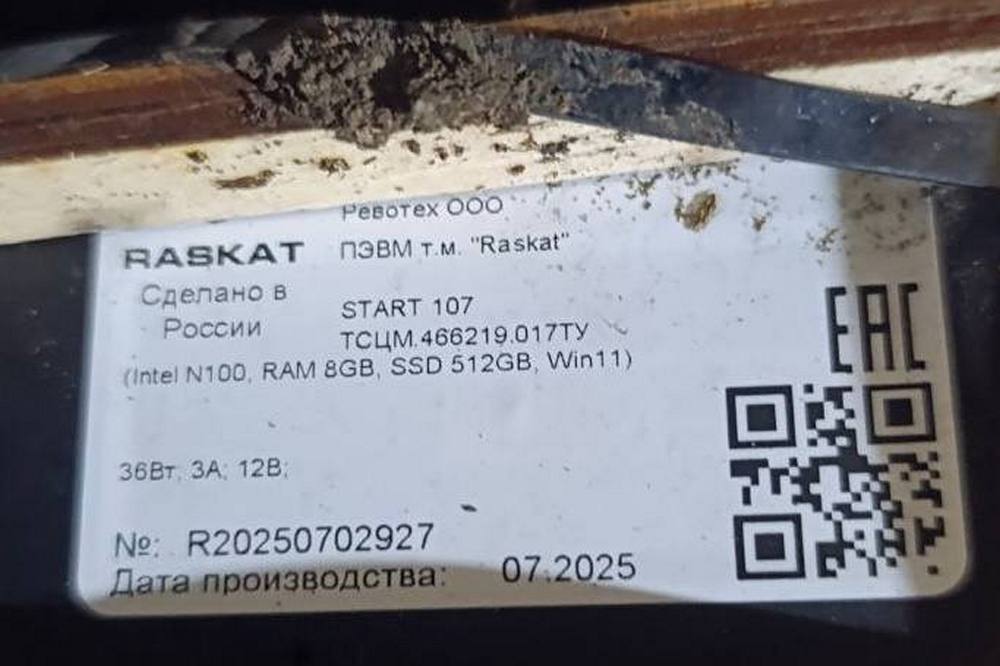 Ревотех ООО
RASKAT
ПЭВМ т.м. "Raskat"
Сделано в
России
START 107
ТСЦМ.466219.017ТУ
(Intel N100, RAM 8GB, SSD 512GB, Win11)
36Вт; 3А; 12В;
№: R20250702927
Дата производства: 07.2025
EAC